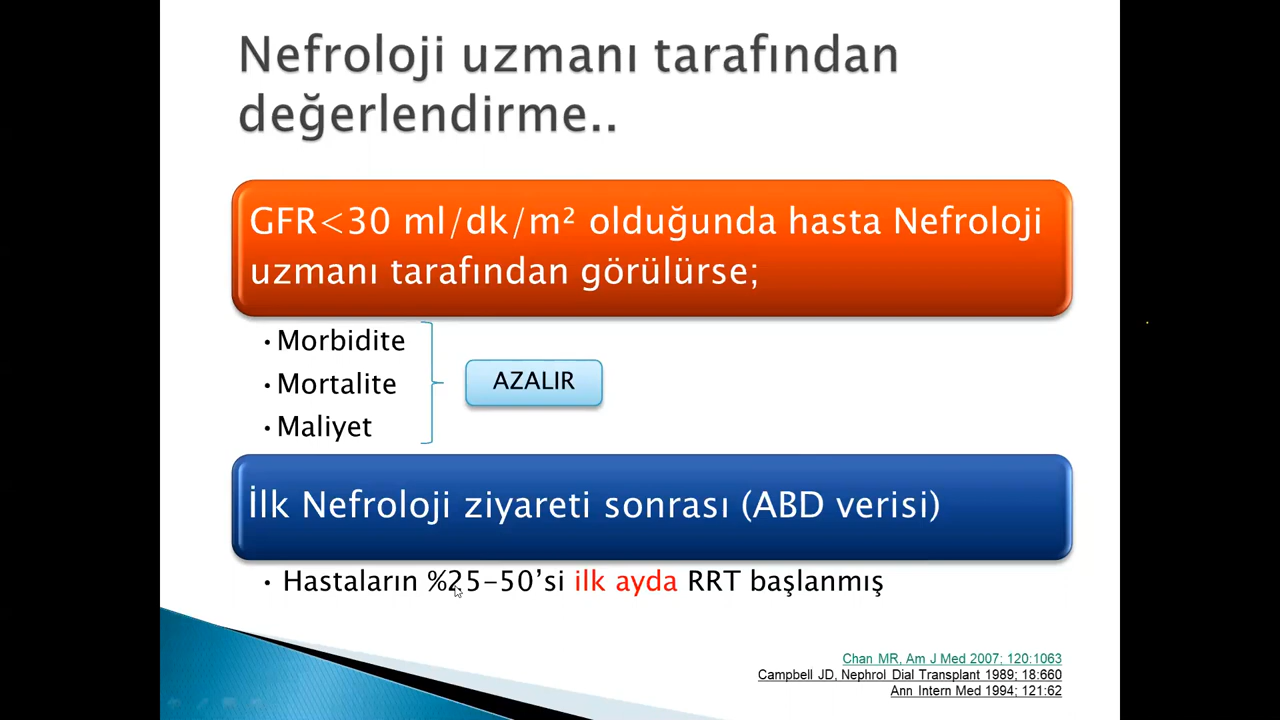 Nefroloji uzmanı tarafından
değerlendirme..
GFR<30 ml/dk/m² olduğunda hasta Nefroloji
uzmanı tarafından görülürse;
•Morbidite
•Mortalite
•Maliyet
AZALIR
İlk Nefroloji ziyareti sonrası (ABD verisi)
• Hastaların %25-50’si ilk ayda RRT başlanmış
Chan MR, Am J Med 2007; 120:1063
Campbell JD, Nephrol Dial Transplant 1989; 18:660
Ann Intern Med 1994; 121:62